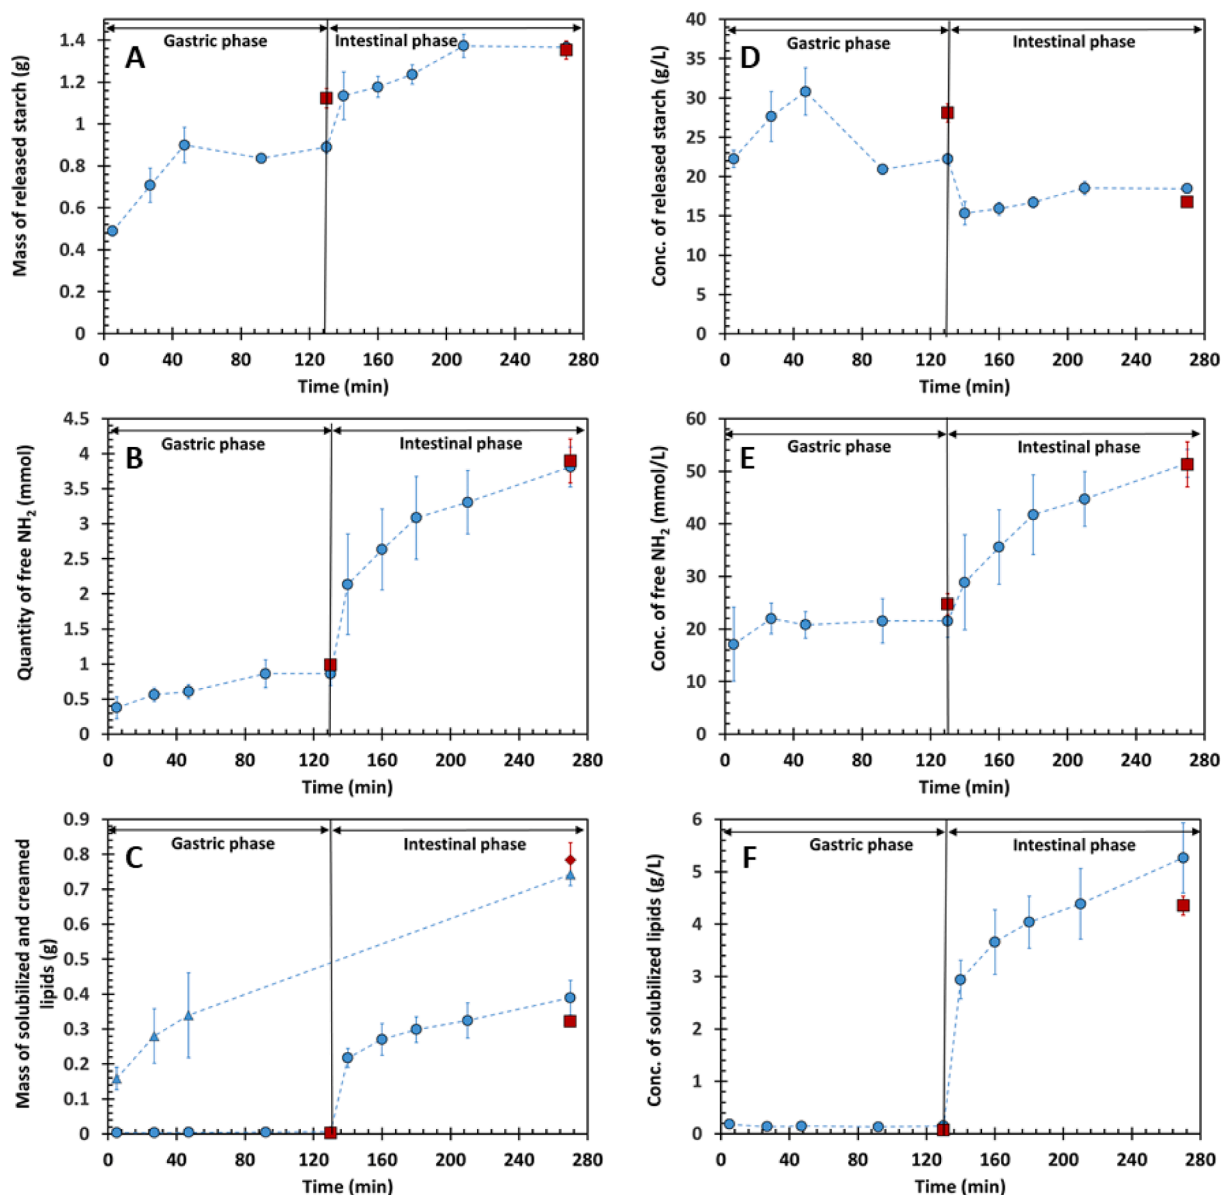 A
Gastric phase
Intestinal phase
Mass of released starch (g)
1.4
1.2
1
0.8
0.6
0.4
0.2
0
0 40 80 120 160 200 240 280
Time (min)
D
Gastric phase
Intestinal phase
Conc. of released starch (g/L)
40
35
30
25
20
15
10
5
0
0 40 80 120 160 200 240 280
Time (min)
B
Gastric phase
Intestinal phase
Quantity of free NH₂ (mmol)
4.5
4
3.5
3
2.5
2
1.5
1
0.5
0
0 40 80 120 160 200 240 280
Time (min)
E
Gastric phase
Intestinal phase
Conc. of free NH₂ (mmol/L)
60
50
40
30
20
10
0
0 40 80 120 160 200 240 280
Time (min)
C
Gastric phase
Intestinal phase
Mass of solubilized and creamed
lipids (g)
0.9
0.8
0.7
0.6
0.5
0.4
0.3
0.2
0.1
0
0 40 80 120 160 200 240 280
Time (min)
F
Gastric phase
Intestinal phase
Conc. of solubilized lipids (g/L)
6
5
4
3
2
1
0
0 40 80 120 160 200 240 280
Time (min)